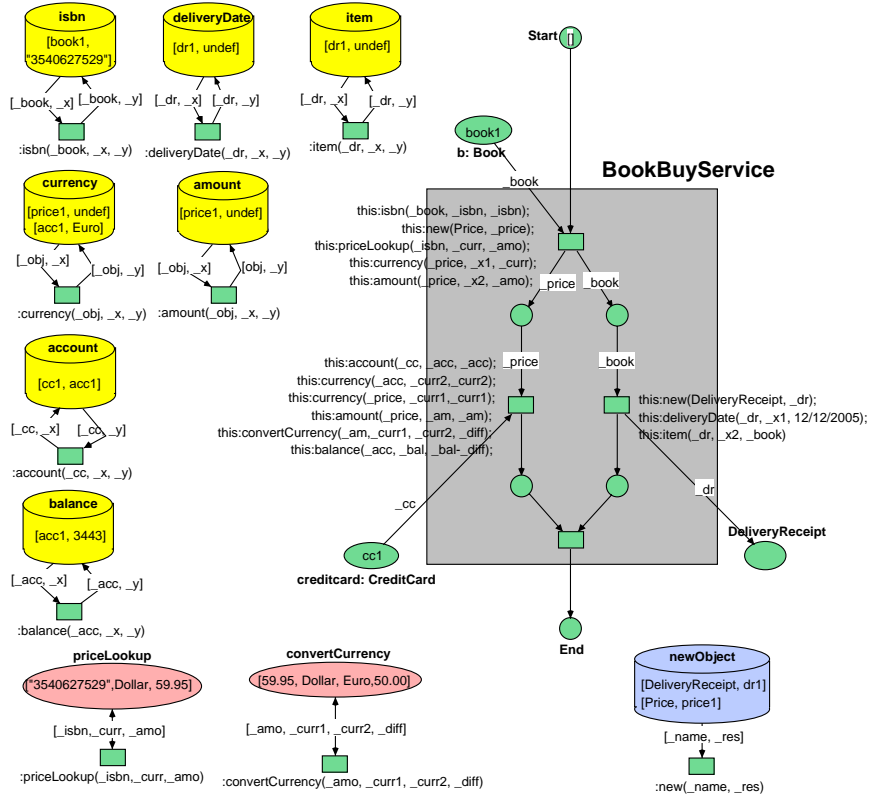 isbn
[book1,
"3540627529"]
[_book, _x]
[_book, _y]
:isbn(_book, _x, _y)
deliveryDate
[dr1, undef]
[_dr, _x]
[_dr, _y]
:deliveryDate(_dr, _x, _y)
item
[dr1, undef]
[_dr, _x]
[_dr, _y]
:item(_dr, _x, _y)
Start
[]
book1
b: Book
_book
BookBuyService
currency
[price1, undef]
[acc1, Euro]
[_obj, _x]
[_obj, _y]
:currency(_obj, _x, _y)
amount
[price1, undef]
[_obj, _x]
[obj, _y]
:amount(_obj, _x, _y)
this:isbn(_book, _isbn, _isbn);
this:new(Price, _price);
this:priceLookup(_isbn, _curr, _amo);
this:currency(_price, _x1, _curr);
this:amount(_price, _x2, _amo);
_price
_book
account
[cc1, acc1]
[_cc, _x]
[_cc, _y]
:account(_cc, _x, _y)
this:account(_cc, _acc, _acc);
this:currency(_acc, _curr2,_curr2);
this:currency(_price, _curr1,_curr1);
this:amount(_price, _am, _am);
this:convertCurrency(_am,_curr1, _curr2, _diff);
this:balance(_acc, _bal, _bal-_diff);
_price
_book
this:new(DeliveryReceipt, _dr);
this:deliveryDate(_dr, _x1, 12/12/2005);
this:item(_dr, _x2, _book)
_cc
_dr
balance
[acc1, 3443]
[_acc, _x]
[_acc, _y]
:balance(_acc, _x, _y)
cc1
creditcard: CreditCard
DeliveryReceipt
End
priceLookup
["3540627529",Dollar, 59.95]
[_isbn,_curr, _amo]
:priceLookup(_isbn,_curr,_amo)
convertCurrency
[59.95, Dollar, Euro,50.00]
[_amo, _curr1, _curr2, _diff]
:convertCurrency(_amo, _curr1, _curr2, _diff)
newObject
[DeliveryReceipt, dr1]
[Price, price1]
[_name, _res]
:new(_name, _res)